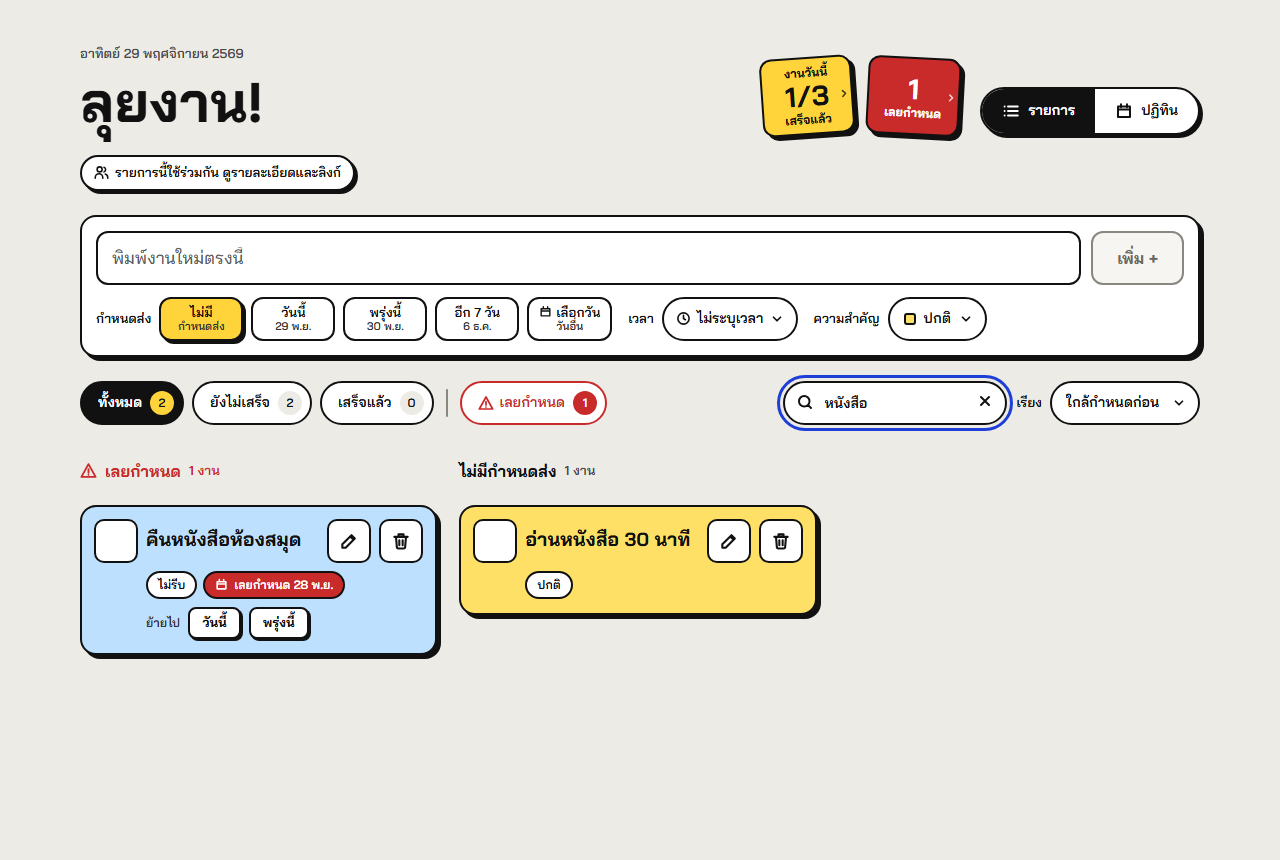 อาทิตย์ 29 พฤศจิกายน 2569
ลุยงาน!
งานวันนี้
1/3
เสร็จแล้ว
1
เลยกำหนด
รายการ
ปฏิทิน
รายการนี้ใช้ร่วมกัน ดูรายละเอียดและลิงก์
พิมพ์งานใหม่ตรงนี้
เพิ่ม +
กำหนดส่ง
ไม่มี
กำหนดส่ง
วันนี้
29 พ.ย.
พรุ่งนี้
30 พ.ย.
อีก 7 วัน
6 ธ.ค.
เลือกวัน
วันอื่น
เวลา
ไม่ระบุเวลา
ความสำคัญ
ปกติ
ทั้งหมด 2
ยังไม่เสร็จ 2
เสร็จแล้ว 0
เลยกำหนด 1
หนังสือ
เรียง
ใกล้กำหนดก่อน
เลยกำหนด 1 งาน
คืนหนังสือห้องสมุด
ไม่รีบ
เลยกำหนด 28 พ.ย.
ย้ายไป
วันนี้
พรุ่งนี้
ไม่มีกำหนดส่ง 1 งาน
อ่านหนังสือ 30 นาที
ปกติ